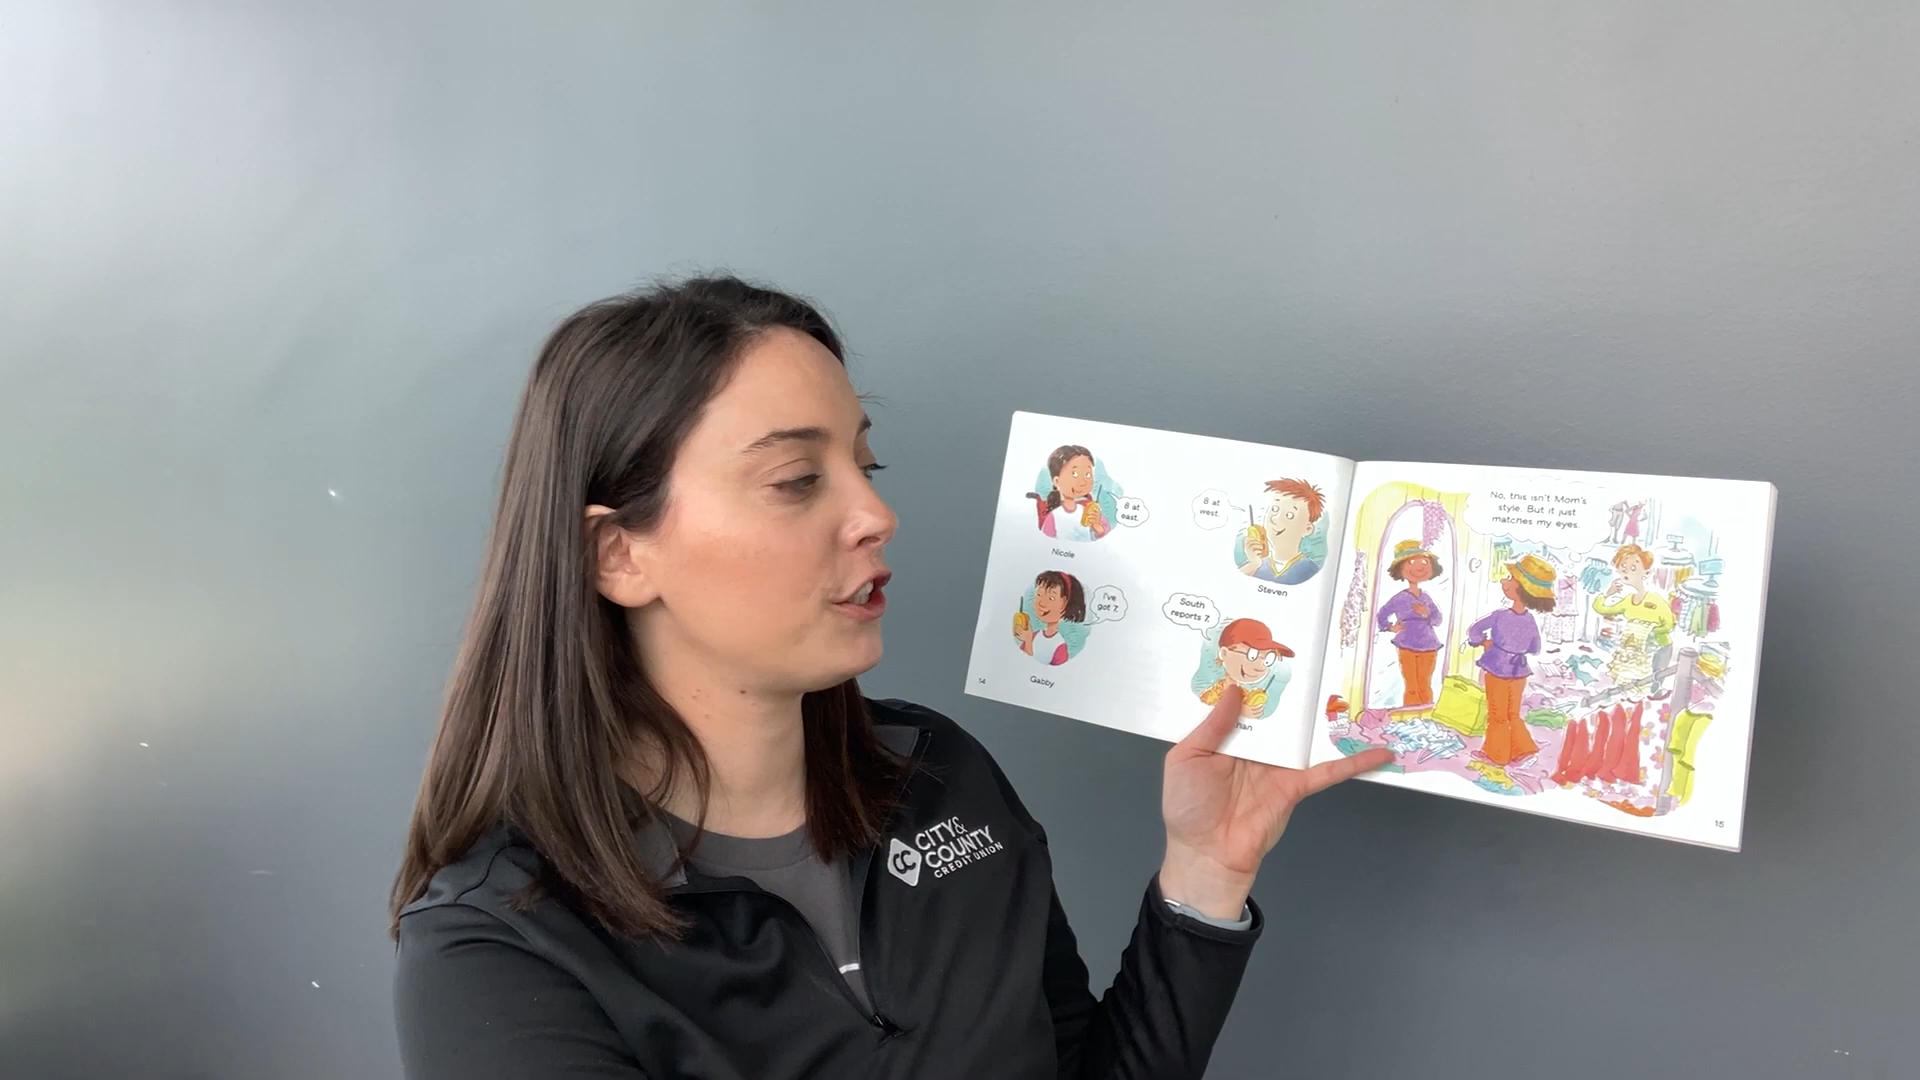 8 at
east.
Nicole
8 at
west.
Steven
I've
got 7.
Gabby
South
reports 7.
14
No, this isn't Mom's
style. But it just
matches my eyes.
15
CC
CITY&
COUNTY
CREDIT UNION